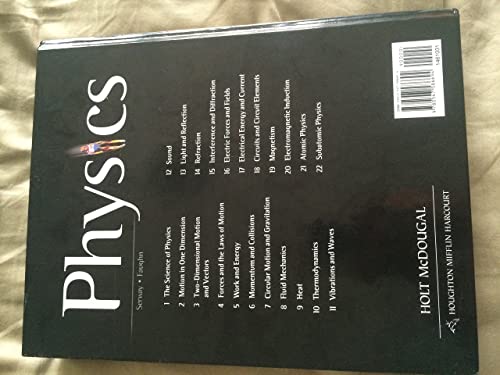 Physics
Serway • Faughn
1 The Science of Physics
2 Motion in One Dimension
3 Two-Dimensional Motion
and Vectors
4 Forces and the Laws of Motion
5 Work and Energy
6 Momentum and Collisions
7 Circular Motion and Gravitation
8 Fluid Mechanics
9 Heat
10 Thermodynamics
11 Vibrations and Waves
12 Sound
13 Light and Reflection
14 Refraction
15 Interference and Diffraction
16 Electric Forces and Fields
17 Electrical Energy and Current
18 Circuits and Circuit Elements
19 Magnetism
20 Electromagnetic Induction
21 Atomic Physics
22 Subatomic Physics
HOLT McDOUGAL
HOUGHTON MIFFLIN HARCOURT